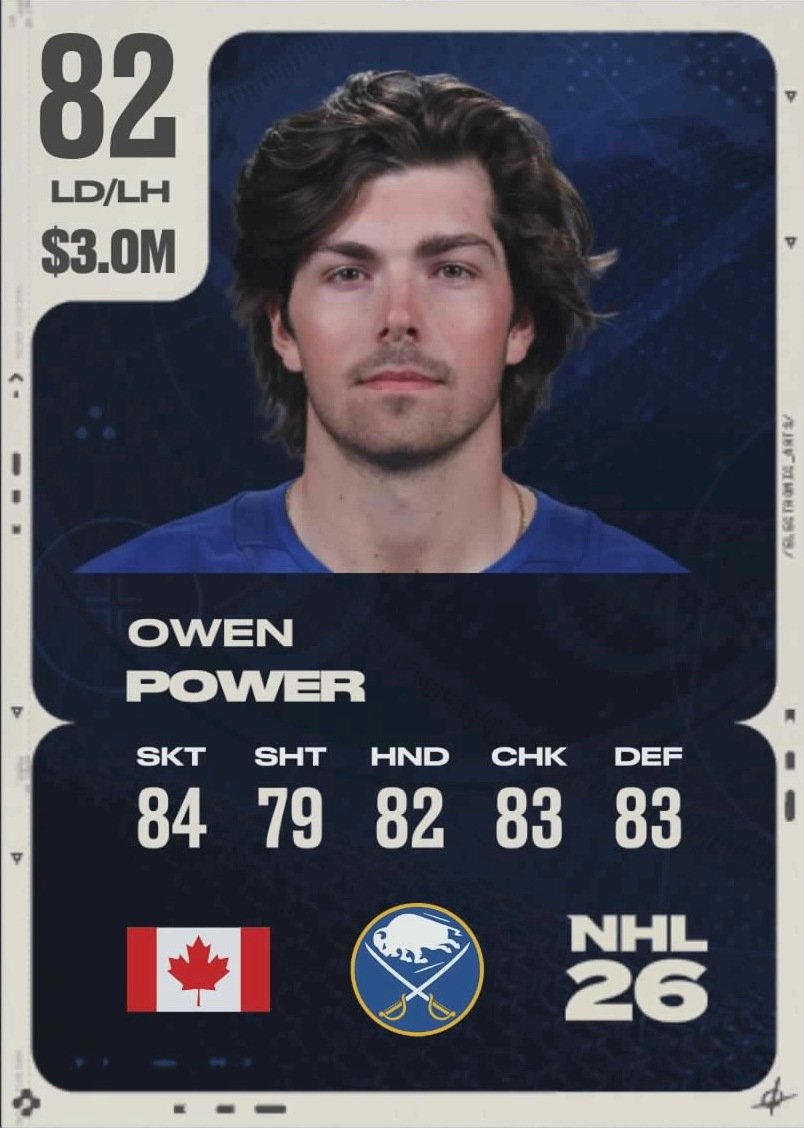 82
LD/LH
$3.0M
/ELECTRONIC_ARTS/
OWEN
POWER
SKT SHT HND CHK DEF
84 79 82 83 83
NHL
26